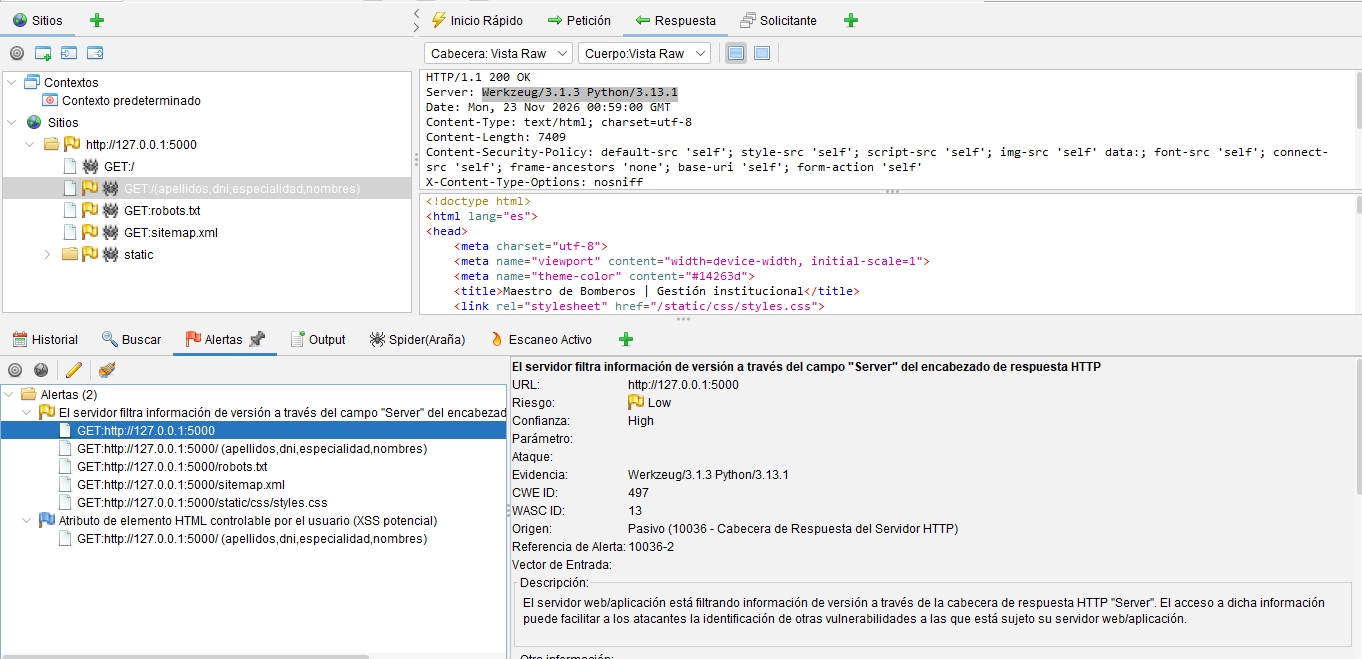 Sitios
Inicio Rápido
Petición
Respuesta
Solicitante
Cabecera: Vista Raw
Cuerpo:Vista Raw
Contextos
Contexto predeterminado
Sitios
http://127.0.0.1:5000
GET:/
GET:/(apellidos,dni,especialidad,nombres)
GET:robots.txt
GET:sitemap.xml
static
HTTP/1.1 200 OK
Server: Werkzeug/3.1.3 Python/3.13.1
Date: Mon, 23 Nov 2026 00:59:00 GMT
Content-Type: text/html; charset=utf-8
Content-Length: 7409
Content-Security-Policy: default-src 'self'; style-src 'self'; script-src 'self'; img-src 'self' data:; font-src 'self'; connect-
src 'self'; frame-ancestors 'none'; base-uri 'self'; form-action 'self'
X-Content-Type-Options: nosniff
<!doctype html>
<html lang="es">
<head>
<meta charset="utf-8">
<meta name="viewport" content="width=device-width, initial-scale=1">
<meta name="theme-color" content="#14263d">
<title>Maestro de Bomberos | Gestión institucional</title>
<link rel="stylesheet" href="/static/css/styles.css">
Historial
Buscar
Alertas
Output
Spider(Araña)
Escaneo Activo
Alertas (2)
El servidor filtra información de versión a través del campo "Server" del encabezad
GET:http://127.0.0.1:5000
GET:http://127.0.0.1:5000/ (apellidos,dni,especialidad,nombres)
GET:http://127.0.0.1:5000/robots.txt
GET:http://127.0.0.1:5000/sitemap.xml
GET:http://127.0.0.1:5000/static/css/styles.css
Atributo de elemento HTML controlable por el usuario (XSS potencial)
GET:http://127.0.0.1:5000/ (apellidos,dni,especialidad,nombres)
El servidor filtra información de versión a través del campo "Server" del encabezado de respuesta HTTP
URL: http://127.0.0.1:5000
Riesgo: Low
Confianza: High
Parámetro:
Ataque:
Evidencia: Werkzeug/3.1.3 Python/3.13.1
CWE ID: 497
WASC ID: 13
Origen: Pasivo (10036 - Cabecera de Respuesta del Servidor HTTP)
Referencia de Alerta: 10036-2
Vector de Entrada:
Descripción:
El servidor web/aplicación está filtrando información de versión a través de la cabecera de respuesta HTTP "Server". El acceso a dicha información
puede facilitar a los atacantes la identificación de otras vulnerabilidades a las que está sujeto su servidor web/aplicación.
Otra información: